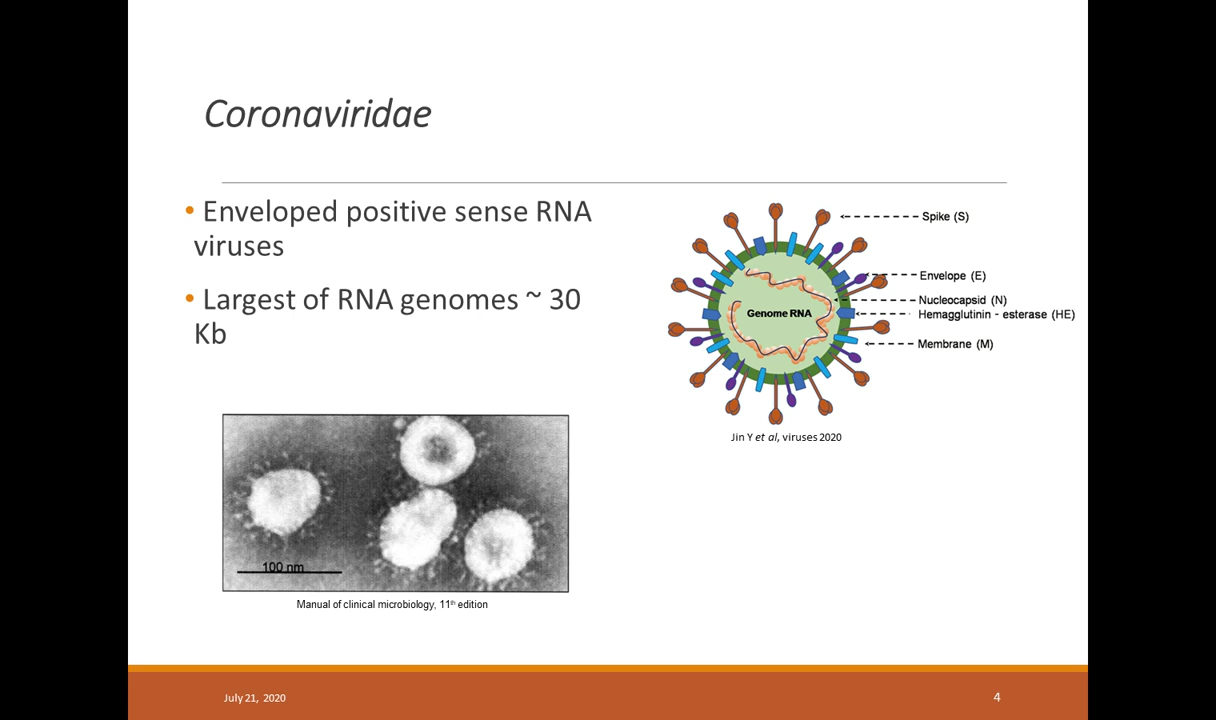 Coronaviridae
• Enveloped positive sense RNA
viruses
• Largest of RNA genomes ~ 30
Kb
Spike (S)
Envelope (E)
Nucleocapsid (N)
Hemagglutinin - esterase (HE)
Membrane (M)
Genome RNA
Jin Y et al, viruses 2020
100 nm
Manual of clinical microbiology, 11th edition
July 21, 2020
4